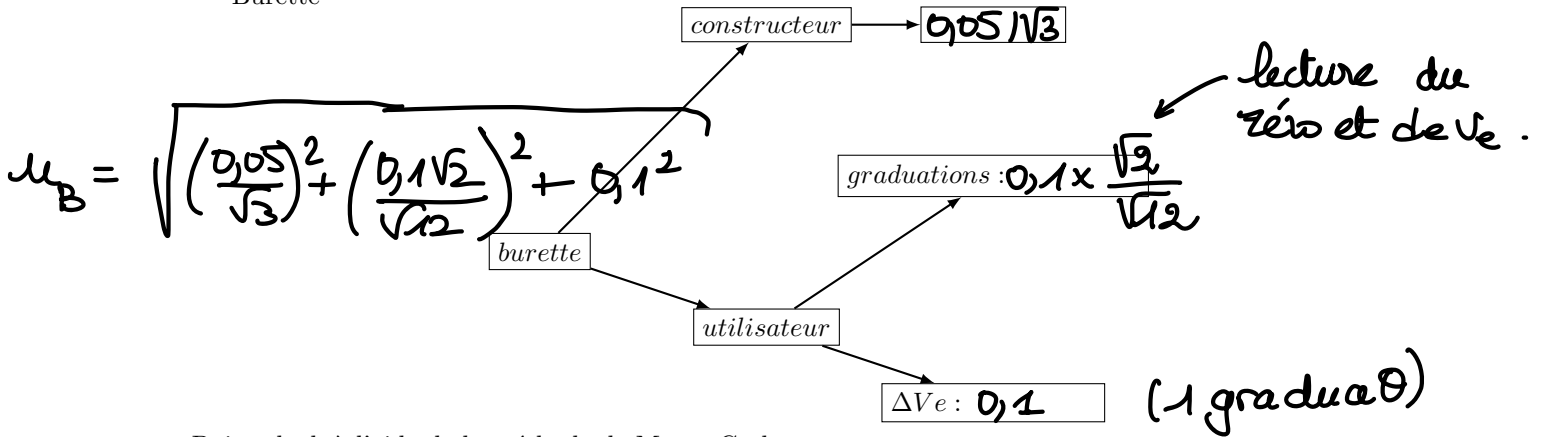 Burette
constructeur
0,05/√3
lecture du
zéro et de Ve.
graduations : 0,1 × √2/√12
u_B = √((0,05/√3)² + (0,1√2/√12)² + 0,1²)
burette
utilisateur
ΔVe : 0,1
(1 graduaθ)